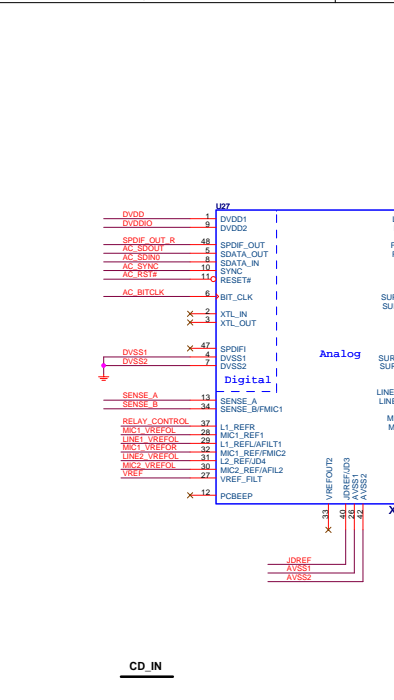 U27
DVDD 1 DVDD1
DVDDIO 9 DVDD2
SPDIF_OUT_R 48 SPDIF_OUT
AC_SDOUT 5 SDATA_OUT
AC_SDIN0 8 SDATA_IN
AC_SYNC 10 SYNC
AC_RST# 11 RESET#
AC_BITCLK 6 BIT_CLK
2 XTL_IN
3 XTL_OUT
47 SPDIFI
DVSS1 4 DVSS1
DVSS2 7 DVSS2
Analog
Digital
SENSE_A 13 SENSE_A
SENSE_B 34 SENSE_B/FMIC1
RELAY_CONTROL 37 L1_REFR
MIC1_VREFOL 28 MIC1_REF1
LINE1_VREFOL 29 L1_REFL/AFILT1
MIC1_VREFOR 32 MIC1_REF/FMIC2
LINE2_VREFOL 31 L2_REF/JD4
MIC2_VREFOL 30 MIC2_REF/AFIL2
VREF 27 VREF_FILT
12 PCBEEP
VREFOUT2 33
JDREF/JD3 40
AVSS1 26
AVSS2 42
JDREF
AVSS1
AVSS2
CD_IN